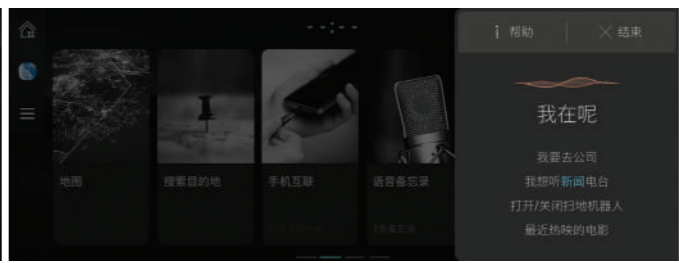 --:--
地图
搜索目的地
手机互联
语音备忘录
i 帮助
× 结束
我在呢
我要去公司
我想听新闻电台
打开/关闭扫地机器人
最近热映的电影